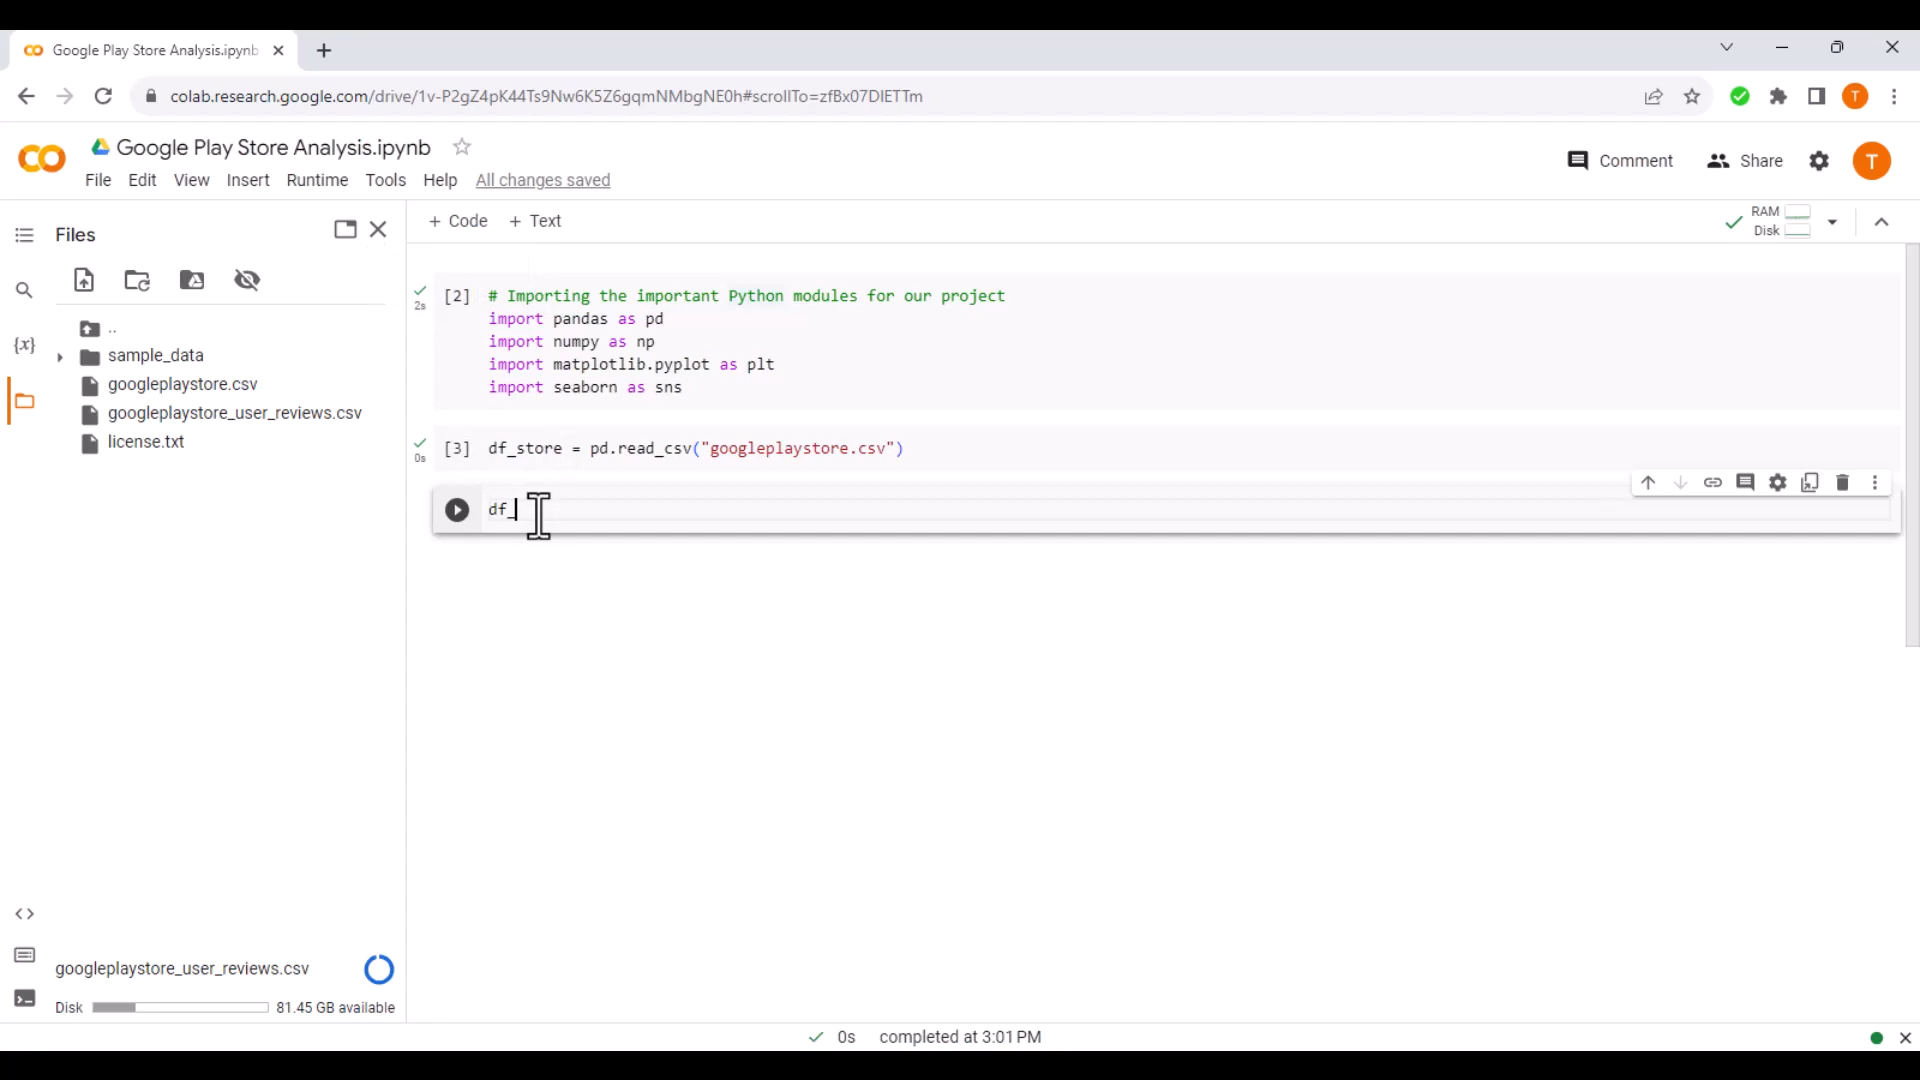 Google Play Store Analysis.ipynb
colab.research.google.com/drive/1v-P2gZ4pK44Ts9Nw6K5Z6gqmNMbgNE0h#scrollTo=zfBx07DIETTm
T
Google Play Store Analysis.ipynb
File Edit View Insert Runtime Tools Help All changes saved
Comment Share T
Files
+ Code + Text
RAM
Disk
..
sample_data
googleplaystore.csv
googleplaystore_user_reviews.csv
license.txt
{x}
2s
[2] # Importing the important Python modules for our project
import pandas as pd
import numpy as np
import matplotlib.pyplot as plt
import seaborn as sns
0s
[3] df_store = pd.read_csv("googleplaystore.csv")
df_
googleplaystore_user_reviews.csv
Disk 81.45 GB available
0s completed at 3:01 PM